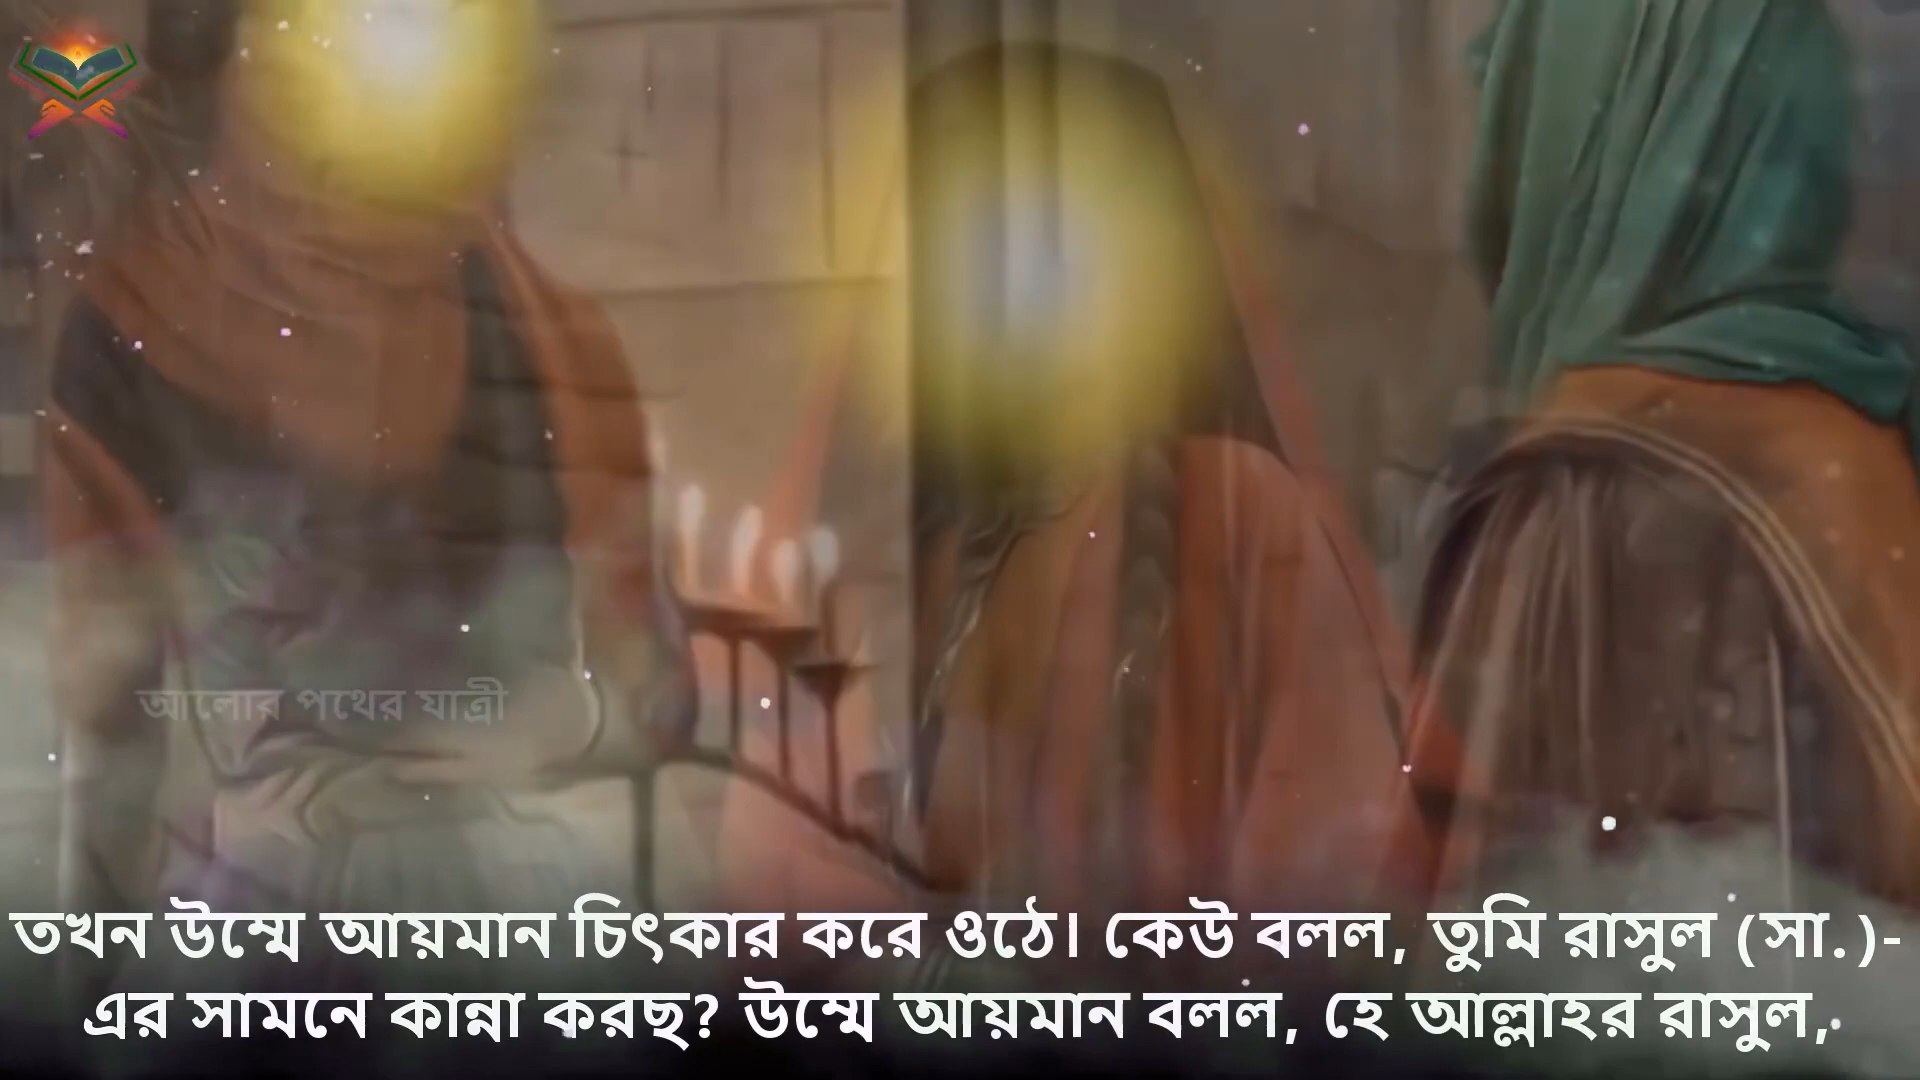 আলোর পথের যাত্রী
তখন উম্মে আয়মান চিৎকার করে ওঠে। কেউ বলল, তুমি রাসুল (সা.)-
এর সামনে কান্না করছ? উম্মে আয়মান বলল, হে আল্লাহর রাসুল,